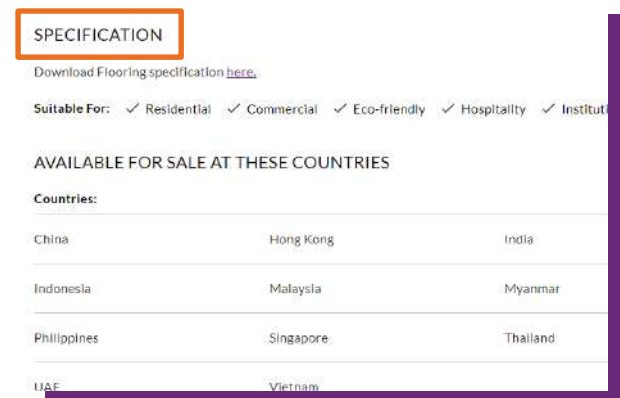 SPECIFICATION
Download Flooring specification here.
Suitable For: ✓ Residential ✓ Commercial ✓ Eco-friendly ✓ Hospitality ✓ Instituti
AVAILABLE FOR SALE AT THESE COUNTRIES
Countries:
China Hong Kong India
Indonesia Malaysia Myanmar
Philippines Singapore Thailand
UAE Vietnam